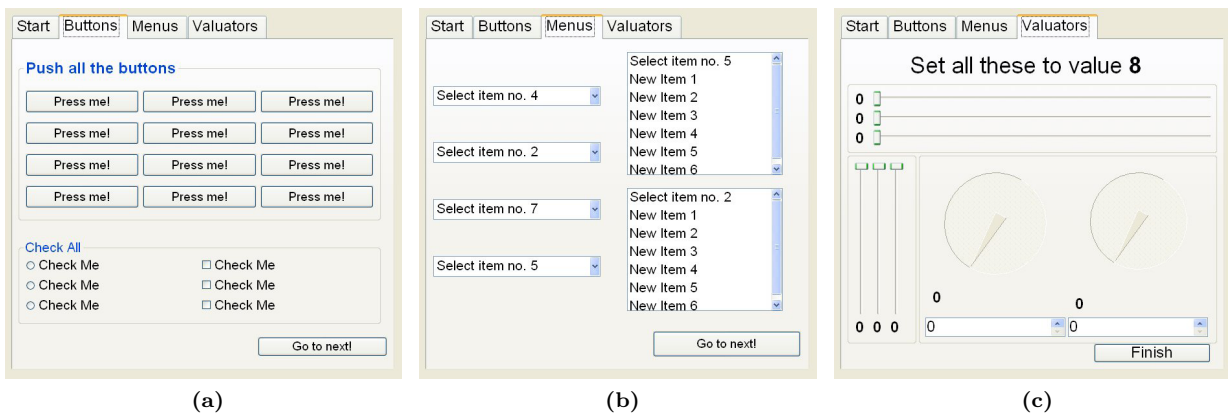 Start Buttons Menus Valuators
Push all the buttons
Press me! Press me! Press me!
Press me! Press me! Press me!
Press me! Press me! Press me!
Press me! Press me! Press me!
Check All
Check Me Check Me
Check Me Check Me
Check Me Check Me
Go to next!
(a)
Start Buttons Menus Valuators
Select item no. 4
Select item no. 2
Select item no. 7
Select item no. 5
Select item no. 5
New Item 1
New Item 2
New Item 3
New Item 4
New Item 5
New Item 6
Select item no. 2
New Item 1
New Item 2
New Item 3
New Item 4
New Item 5
New Item 6
Go to next!
(b)
Start Buttons Menus Valuators
Set all these to value 8
0
0
0
0 0 0
0 0
0 0
Finish
(c)